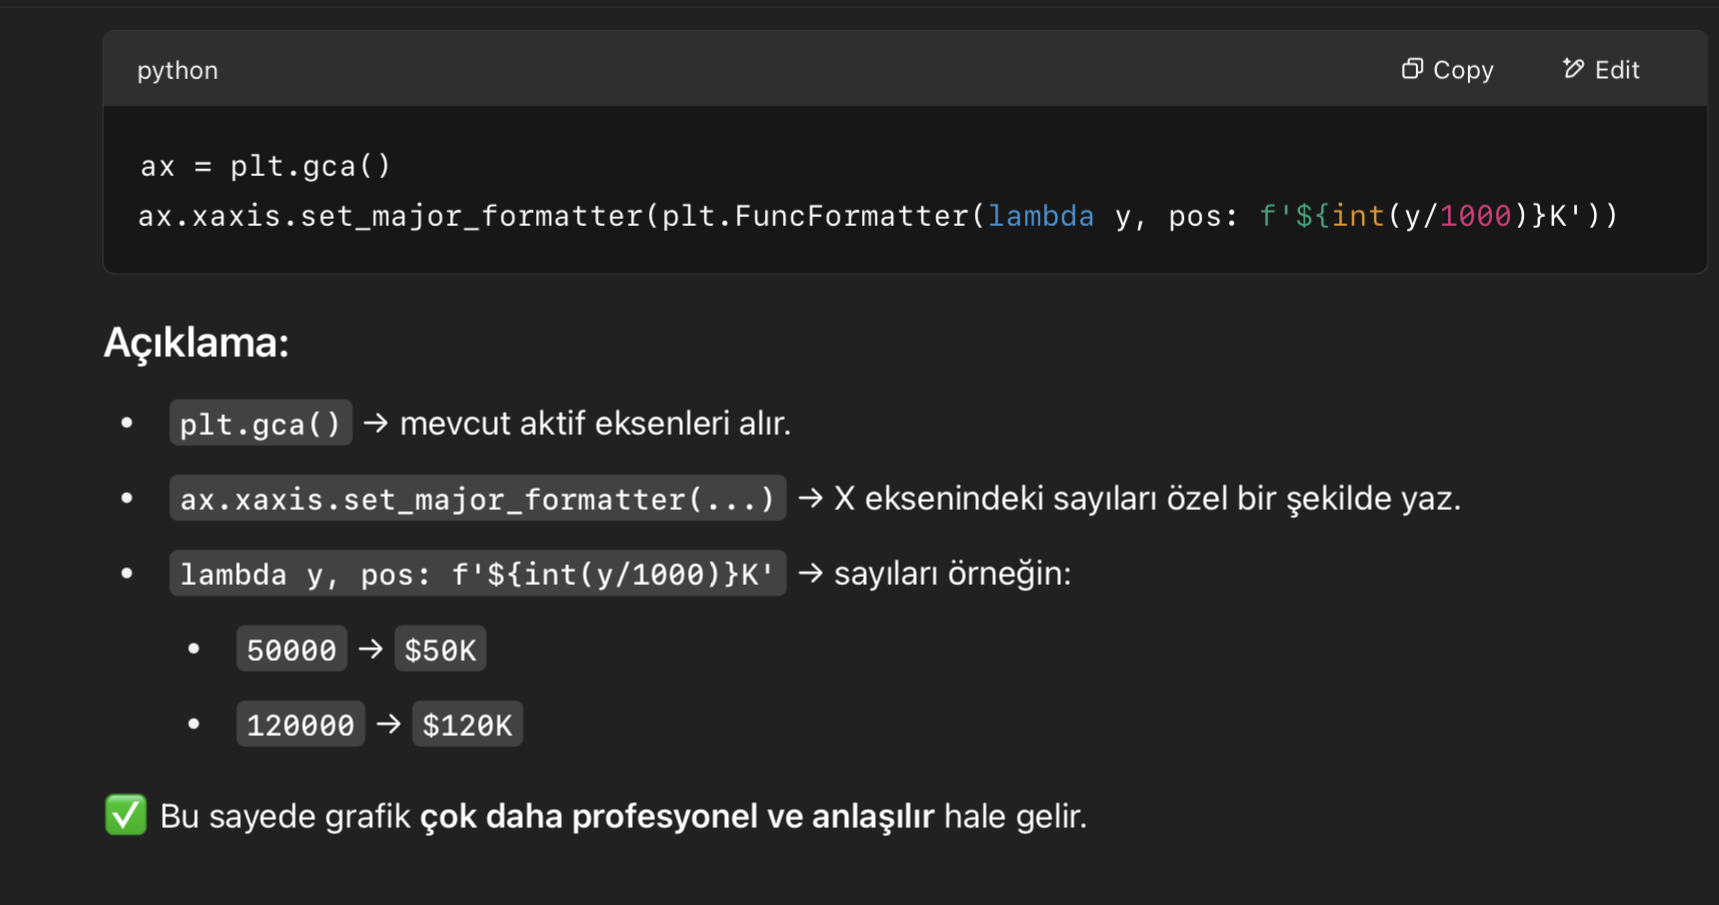 python
Copy
Edit
ax = plt.gca()
ax.xaxis.set_major_formatter(plt.FuncFormatter(lambda y, pos: f'${int(y/1000)}K'))
Açıklama:
• plt.gca() → mevcut aktif eksenleri alır.
• ax.xaxis.set_major_formatter(...) → X eksenindeki sayıları özel bir şekilde yaz.
• lambda y, pos: f'${int(y/1000)}K' → sayıları örneğin:
• 50000 → $50K
• 120000 → $120K
✅ Bu sayede grafik çok daha profesyonel ve anlaşılır hale gelir.